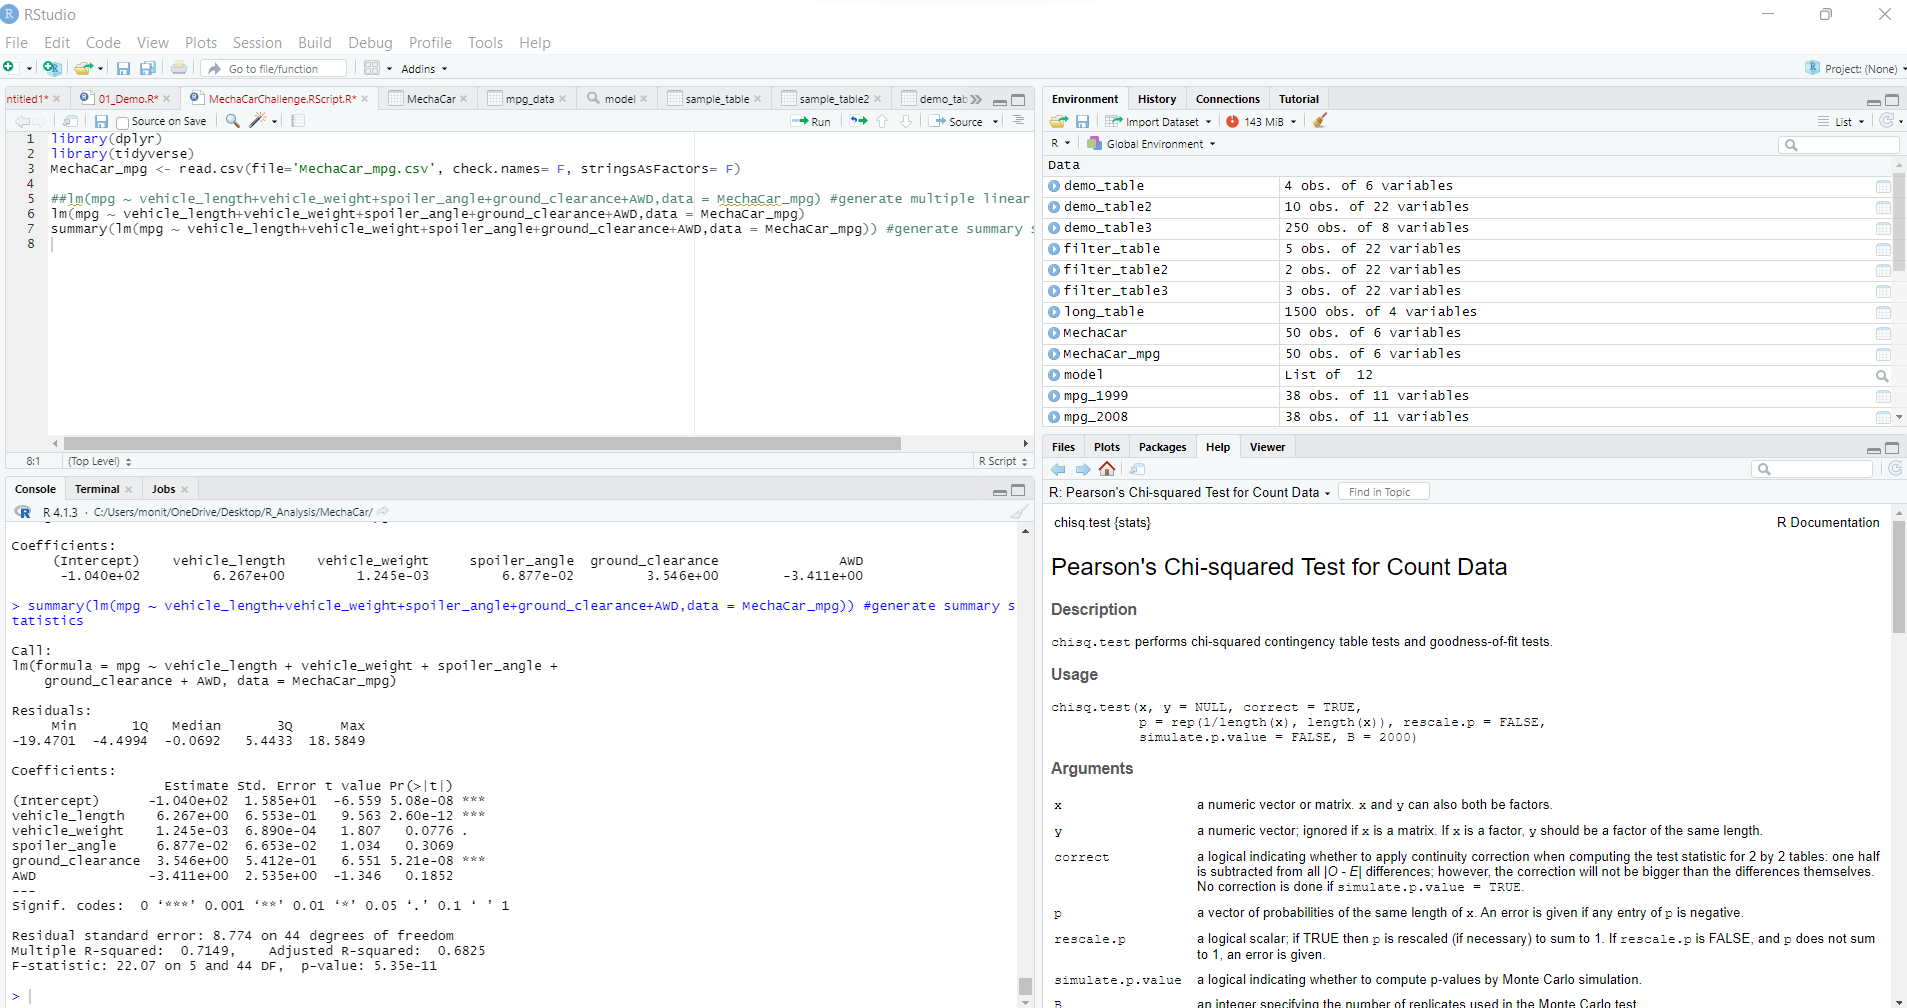 RStudio
File Edit Code View Plots Session Build Debug Profile Tools Help
Go to file/function Addins Project: (None)
ntitled1* 01_Demo.R* MechaCarChallenge.RScript.R* MechaCar mpg_data model sample_table sample_table2 demo_tab
Source on Save Run Source
1 library(dplyr)
2 library(tidyverse)
3 MechaCar_mpg <- read.csv(file='MechaCar_mpg.csv', check.names= F, stringsAsFactors= F)
4
5 ##lm(mpg ~ vehicle_length+vehicle_weight+spoiler_angle+ground_clearance+AWD,data = MechaCar_mpg) #generate multiple linear
6 lm(mpg ~ vehicle_length+vehicle_weight+spoiler_angle+ground_clearance+AWD,data = MechaCar_mpg)
7 summary(lm(mpg ~ vehicle_length+vehicle_weight+spoiler_angle+ground_clearance+AWD,data = MechaCar_mpg)) #generate summary
8
8:1 (Top Level) R Script
Console Terminal Jobs
R 4.1.3 · C:/Users/monit/OneDrive/Desktop/R_Analysis/MechaCar/
Coefficients:
(Intercept) vehicle_length vehicle_weight spoiler_angle ground_clearance AWD
-1.040e+02 6.267e+00 1.245e-03 6.877e-02 3.546e+00 -3.411e+00
> summary(lm(mpg ~ vehicle_length+vehicle_weight+spoiler_angle+ground_clearance+AWD,data = MechaCar_mpg)) #generate summary s
tatistics
Call:
lm(formula = mpg ~ vehicle_length + vehicle_weight + spoiler_angle +
ground_clearance + AWD, data = MechaCar_mpg)
Residuals:
Min 1Q Median 3Q Max
-19.4701 -4.4994 -0.0692 5.4433 18.5849
Coefficients:
Estimate Std. Error t value Pr(>|t|)
(Intercept) -1.040e+02 1.585e+01 -6.559 5.08e-08 ***
vehicle_length 6.267e+00 6.553e-01 9.563 2.60e-12 ***
vehicle_weight 1.245e-03 6.890e-04 1.807 0.0776 .
spoiler_angle 6.877e-02 6.653e-02 1.034 0.3069
ground_clearance 3.546e+00 5.412e-01 6.551 5.21e-08 ***
AWD -3.411e+00 2.535e+00 -1.346 0.1852
---
Signif. codes: 0 ‘***’ 0.001 ‘**’ 0.01 ‘*’ 0.05 ‘.’ 0.1 ‘ ’ 1
Residual standard error: 8.774 on 44 degrees of freedom
Multiple R-squared: 0.7149, Adjusted R-squared: 0.6825
F-statistic: 22.07 on 5 and 44 DF, p-value: 5.35e-11
>
Environment History Connections Tutorial
Import Dataset 143 MiB List
R Global Environment
Data
demo_table 4 obs. of 6 variables
demo_table2 10 obs. of 22 variables
demo_table3 250 obs. of 8 variables
filter_table 5 obs. of 22 variables
filter_table2 2 obs. of 22 variables
filter_table3 3 obs. of 22 variables
long_table 1500 obs. of 4 variables
MechaCar 50 obs. of 6 variables
MechaCar_mpg 50 obs. of 6 variables
model List of 12
mpg_1999 38 obs. of 11 variables
mpg_2008 38 obs. of 11 variables
Files Plots Packages Help Viewer
R: Pearson's Chi-squared Test for Count Data Find in Topic
chisq.test {stats} R Documentation
Pearson's Chi-squared Test for Count Data
Description
chisq.test performs chi-squared contingency table tests and goodness-of-fit tests.
Usage
chisq.test(x, y = NULL, correct = TRUE,
p = rep(1/length(x), length(x)), rescale.p = FALSE,
simulate.p.value = FALSE, B = 2000)
Arguments
x a numeric vector or matrix. x and y can also both be factors.
y a numeric vector; ignored if x is a matrix. If x is a factor, y should be a factor of the same length.
correct a logical indicating whether to apply continuity correction when computing the test statistic for 2 by 2 tables: one half
is subtracted from all |O - E| differences; however, the correction will not be bigger than the differences themselves.
No correction is done if simulate.p.value = TRUE.
p a vector of probabilities of the same length of x. An error is given if any entry of p is negative.
rescale.p a logical scalar; if TRUE then p is rescaled (if necessary) to sum to 1. If rescale.p is FALSE, and p does not sum
to 1, an error is given.
simulate.p.value a logical indicating whether to compute p-values by Monte Carlo simulation.
B an integer specifying the number of replicates used in the Monte Carlo test